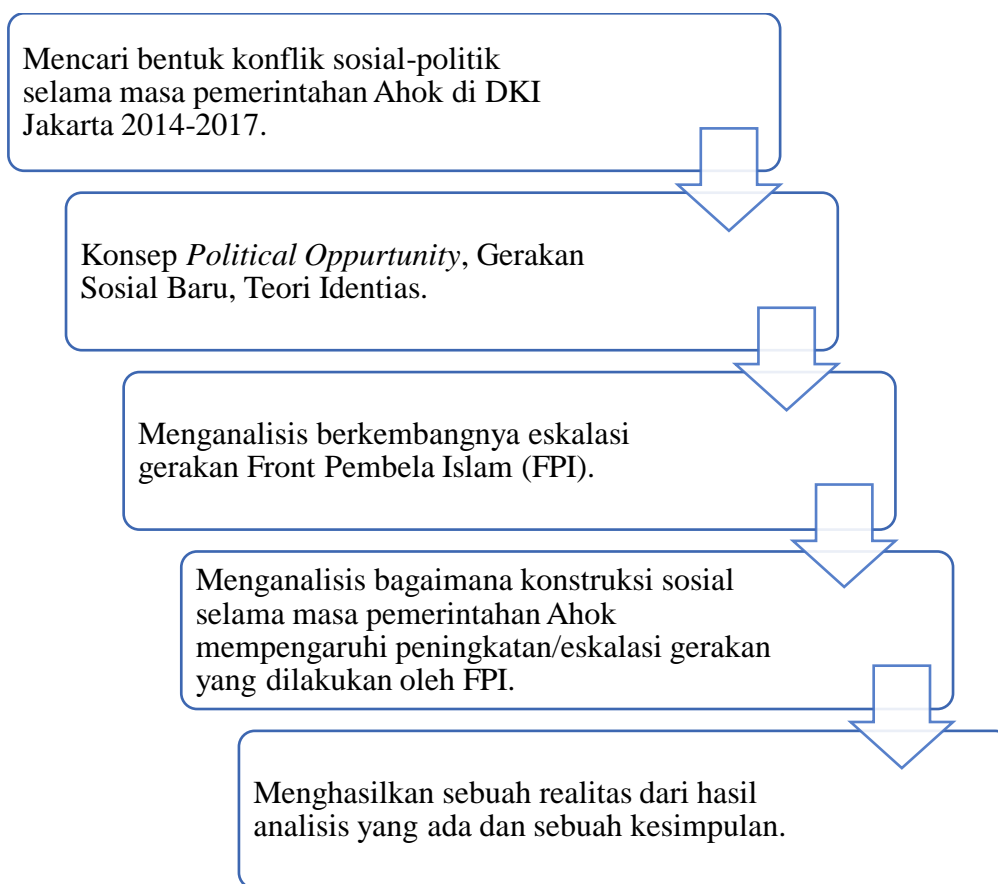 Mencari bentuk konflik sosial-politik
selama masa pemerintahan Ahok di DKI
Jakarta 2014-2017.
Konsep Political Oppurtunity, Gerakan
Sosial Baru, Teori Identias.
Menganalisis berkembangnya eskalasi
gerakan Front Pembela Islam (FPI).
Menganalisis bagaimana konstruksi sosial
selama masa pemerintahan Ahok
mempengaruhi peningkatan/eskalasi gerakan
yang dilakukan oleh FPI.
Menghasilkan sebuah realitas dari hasil
analisis yang ada dan sebuah kesimpulan.